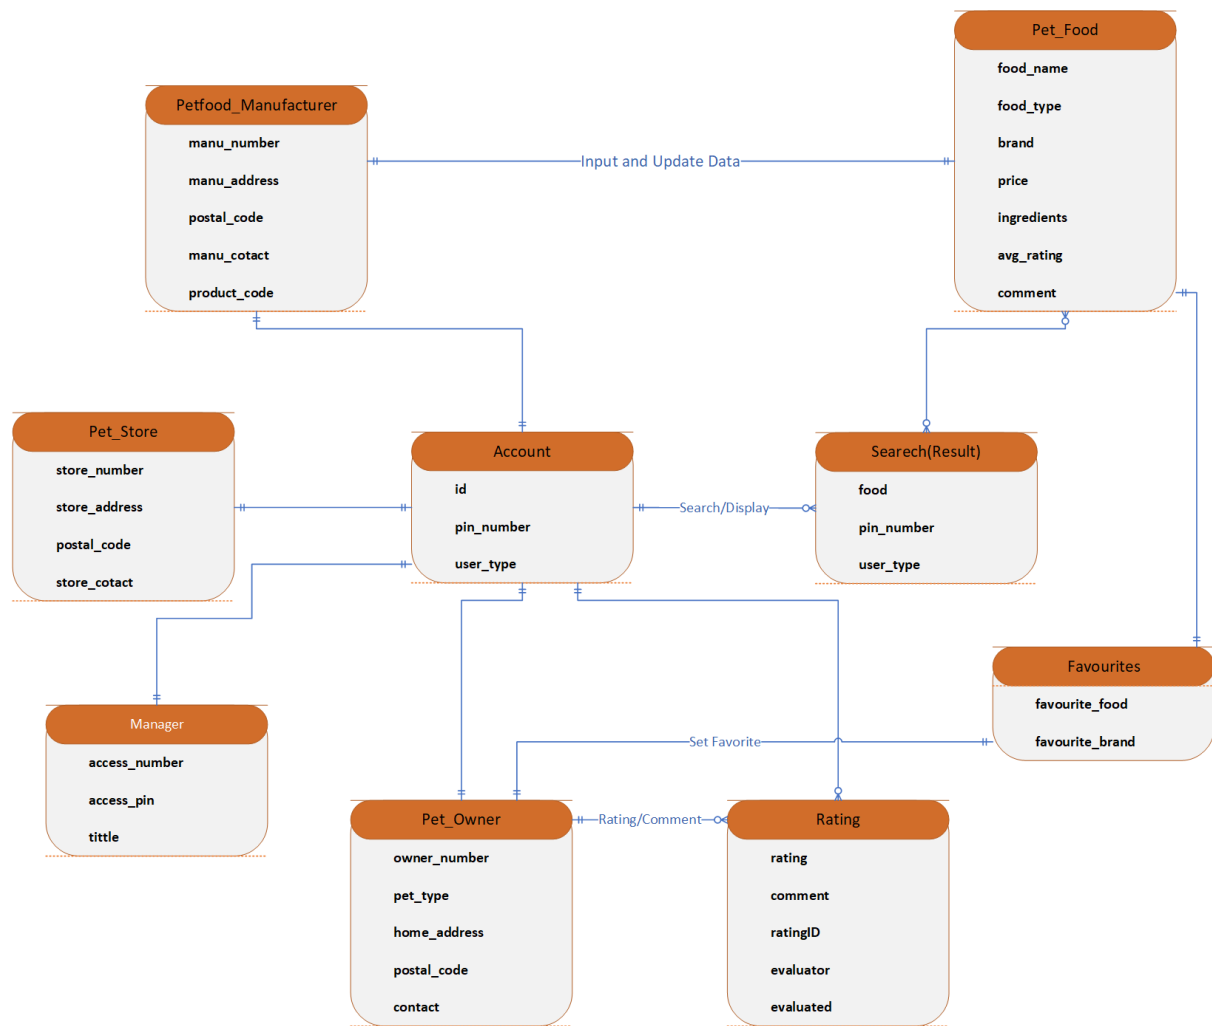 Pet_Food
food_name
food_type
brand
price
ingredients
avg_rating
comment
Petfood_Manufacturer
manu_number
manu_address
postal_code
manu_cotact
product_code
Input and Update Data
Pet_Store
store_number
store_address
postal_code
store_cotact
Account
id
pin_number
user_type
Search/Display
Searech(Result)
food
pin_number
user_type
Favourites
favourite_food
favourite_brand
Manager
access_number
access_pin
tittle
Set Favorite
Pet_Owner
owner_number
pet_type
home_address
postal_code
contact
Rating/Comment
Rating
rating
comment
ratingID
evaluator
evaluated